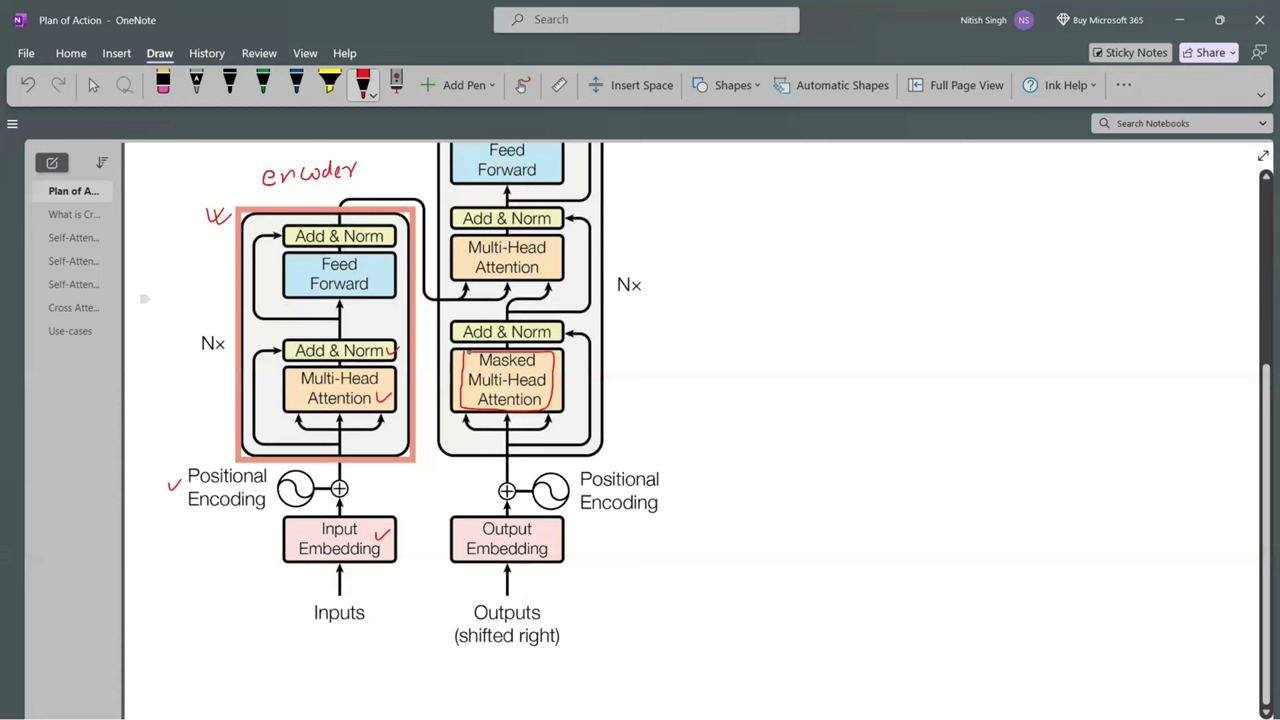 Plan of Action - OneNote
Search
Nitish Singh
NS
Buy Microsoft 365
File
Home
Insert
Draw
History
Review
View
Help
Sticky Notes
Share
Add Pen
Insert Space
Shapes
Automatic Shapes
Full Page View
Ink Help
Search Notebooks
Plan of A...
What is Cr...
Self-Atten...
Self-Atten...
Self-Atten...
Cross Atte...
Use-cases
encoder
Add & Norm
Feed
Forward
Nx
Add & Norm
Multi-Head
Attention
Positional
Encoding
Input
Embedding
Inputs
Feed
Forward
Add & Norm
Multi-Head
Attention
Nx
Add & Norm
Masked
Multi-Head
Attention
Positional
Encoding
Output
Embedding
Outputs
(shifted right)